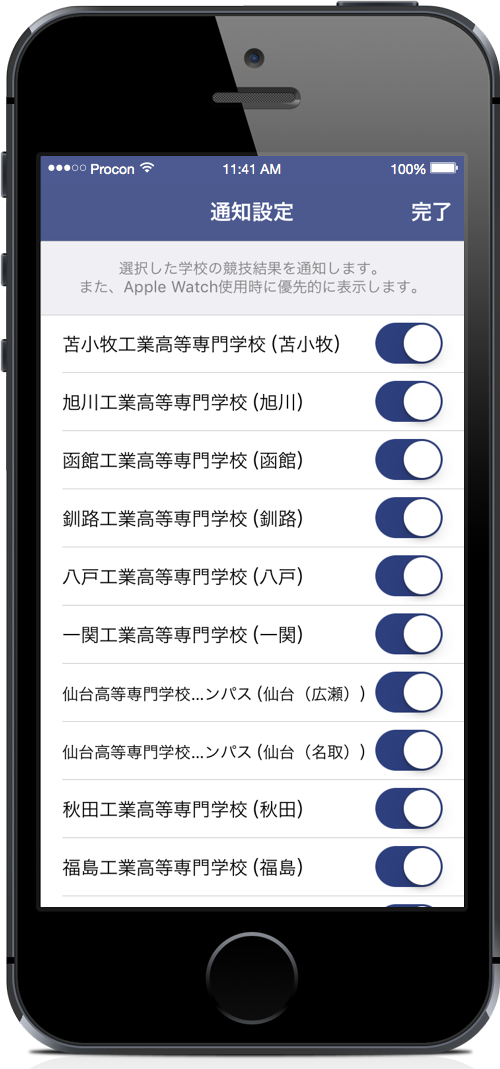 ●●●○○ Procon 11:41 AM 100%
通知設定 完了
選択した学校の競技結果を通知します。
また、Apple Watch使用時に優先的に表示します。
苫小牧工業高等専門学校 (苫小牧)
旭川工業高等専門学校 (旭川)
函館工業高等専門学校 (函館)
釧路工業高等専門学校 (釧路)
八戸工業高等専門学校 (八戸)
一関工業高等専門学校 (一関)
仙台高等専門学校...ンパス (仙台（広瀬）)
仙台高等専門学校...ンパス (仙台（名取）)
秋田工業高等専門学校 (秋田)
福島工業高等専門学校 (福島)